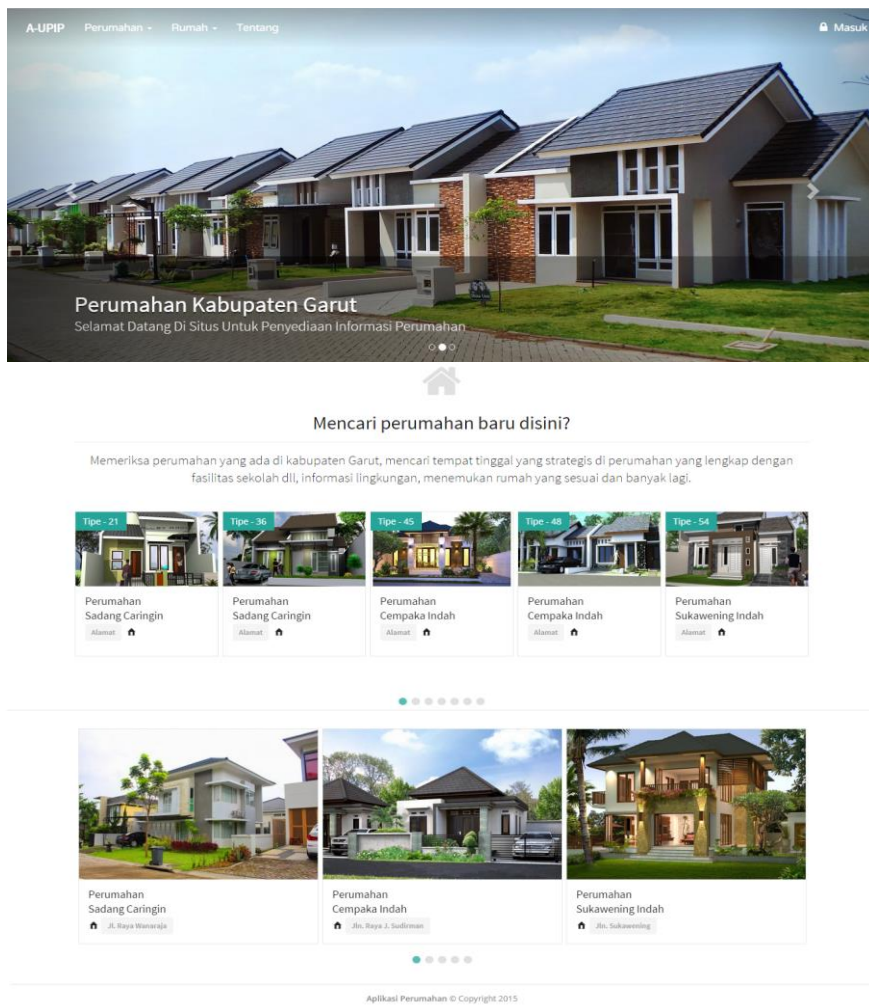 A-UPIP Perumahan Rumah Tentang Masuk
Perumahan Kabupaten Garut
Selamat Datang Di Situs Untuk Penyediaan Informasi Perumahan
Mencari perumahan baru disini?
Memeriksa perumahan yang ada di kabupaten Garut, mencari tempat tinggal yang strategis di perumahan yang lengkap dengan
fasilitas sekolah dll, informasi lingkungan, menemukan rumah yang sesuai dan banyak lagi.
Tipe - 21
Perumahan
Sadang Caringin
Alamat
Tipe - 36
Perumahan
Sadang Caringin
Alamat
Tipe - 45
Perumahan
Cempaka Indah
Alamat
Tipe - 48
Perumahan
Cempaka Indah
Alamat
Tipe - 54
Perumahan
Sukawening Indah
Alamat
Perumahan
Sadang Caringin
Jl. Raya Wanaraja
Perumahan
Cempaka Indah
Jln. Raya J. Sudirman
Perumahan
Sukawening Indah
Jln. Sukawening
Aplikasi Perumahan © Copyright 2015